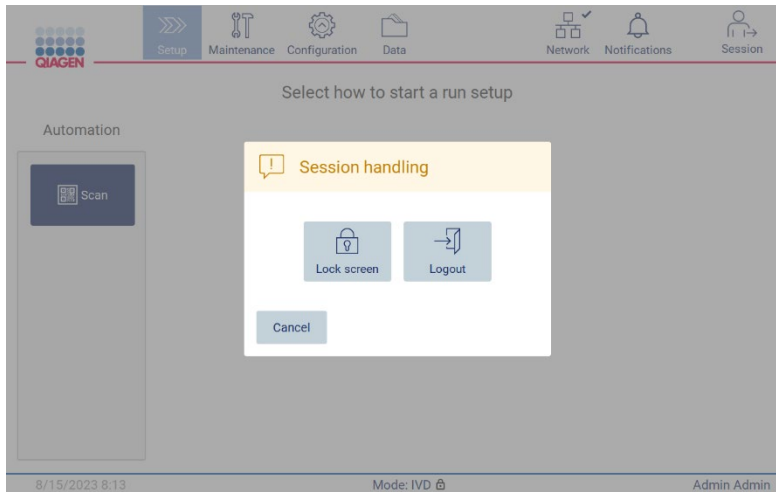 QIAGEN
Setup
Maintenance
Configuration
Data
Network
Notifications
Session
Select how to start a run setup
Automation
Scan
Session handling
Lock screen
Logout
Cancel
8/15/2023 8:13
Mode: IVD
Admin Admin